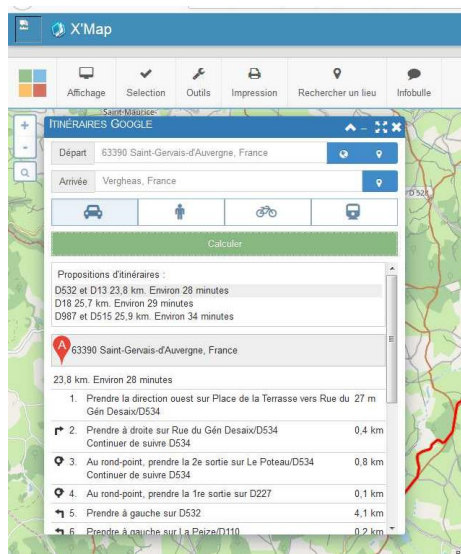 X'Map
Affichage Selection Outils Impression Rechercher un lieu Infobulle
Saint-Maurice-
ITINÉRAIRES GOOGLE
Départ 63390 Saint-Gervais-d'Auvergne, France
Arrivée Vergheas, France
Calculer
Propositions d'itinéraires :
D532 et D13 23,8 km. Environ 28 minutes
D18 25,7 km. Environ 29 minutes
D987 et D515 25,9 km. Environ 34 minutes
A 63390 Saint-Gervais-d'Auvergne, France
23,8 km. Environ 28 minutes
1. Prendre la direction ouest sur Place de la Terrasse vers Rue du 27 m
Gén Desaix/D534
2. Prendre à droite sur Rue du Gén Desaix/D534 0,4 km
Continuer de suivre D534
3. Au rond-point, prendre la 2e sortie sur Le Poteau/D534 0,8 km
Continuer de suivre D534
4. Au rond-point, prendre la 1re sortie sur D227 0,1 km
5. Prendre à gauche sur D532 4,1 km
6. Prendre à gauche sur La Peize/D110 0,2 km